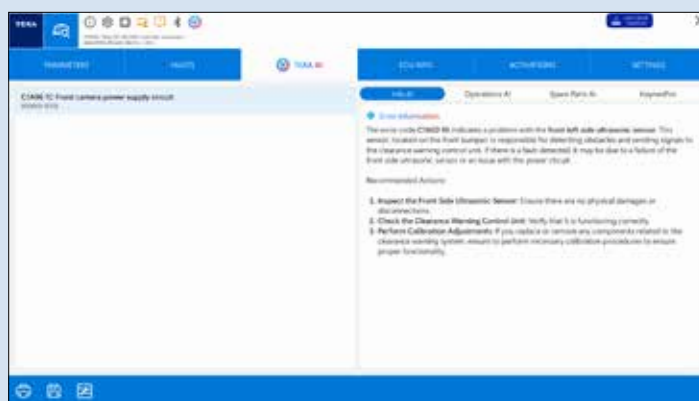 TEXA
PARAMETERS
FAULTS
TEXA AI
ECU INFO
ACTIVATIONS
SETTINGS
Front camera power supply circuit
Info AI
Operations AI
Spare Parts AI
Error Information
The error code indicates a problem with the front left side ultrasonic sensor. This
sensor, located on the front bumper, is responsible for detecting obstacles and sending signals to
the clearance warning control unit. If there is a fault detected, it may be due to a failure of the
front side ultrasonic sensor or an issue with the power circuit.
Recommended Actions:
1. Inspect the Front Side Ultrasonic Sensor: Ensure there are no physical damages or
disconnections.
2. Check the Clearance Warning Control Unit: Verify that it is functioning correctly.
3. Perform Calibration Adjustments: If you replace or remove any components related to the
clearance warning system, ensure to perform necessary calibration procedures to ensure
proper functionality.